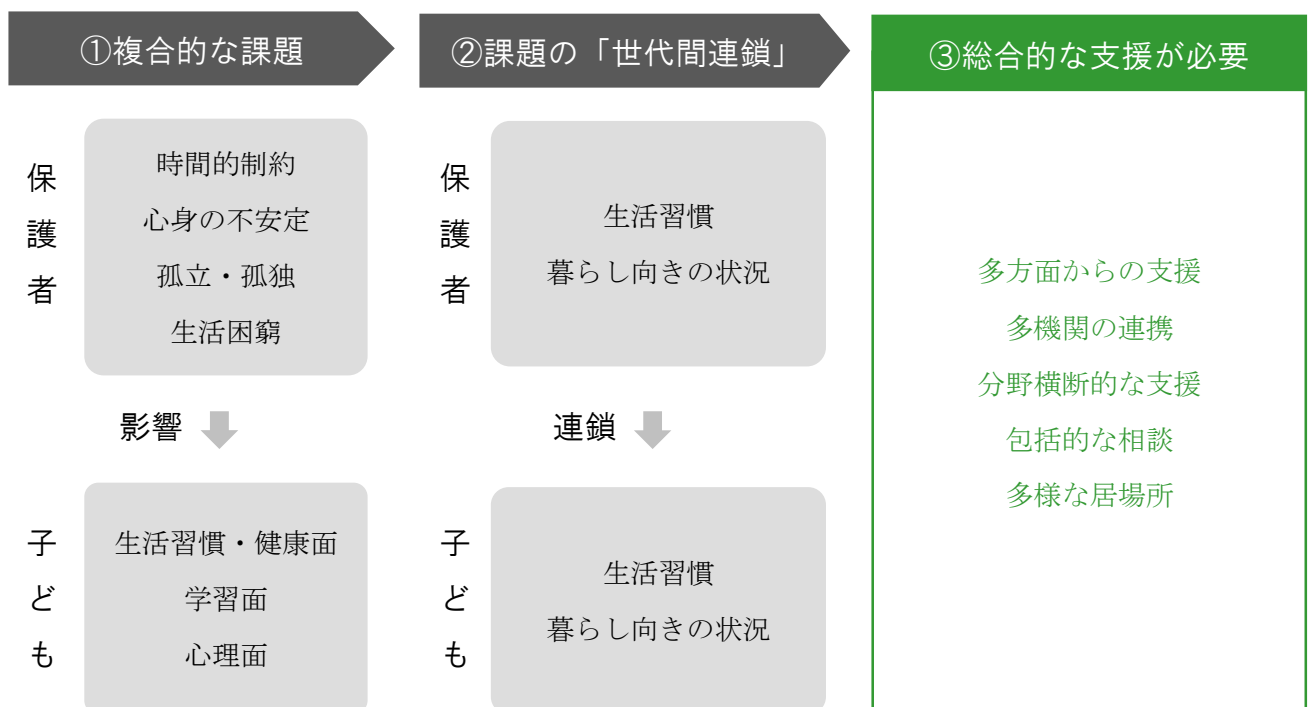 ①複合的な課題
保護者
時間的制約
心身の不安定
孤立・孤独
生活困窮
影響
子ども
生活習慣・健康面
学習面
心理面
②課題の「世代間連鎖」
保護者
生活習慣
暮らし向きの状況
連鎖
子ども
生活習慣
暮らし向きの状況
③総合的な支援が必要
多方面からの支援
多機関の連携
分野横断的な支援
包括的な相談
多様な居場所